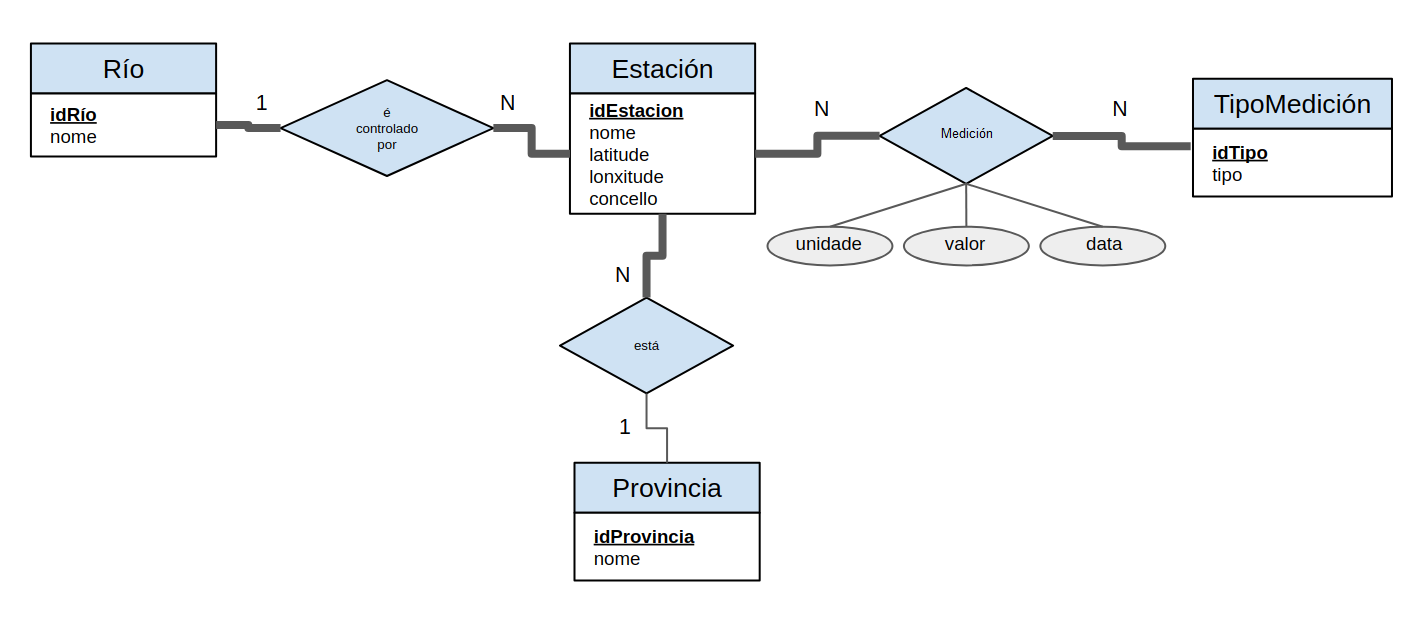 Río
idRío
nome
1
é
controlado
por
N
Estación
idEstacion
nome
latitude
lonxitude
concello
N
Medición
N
unidade
valor
data
TipoMedición
idTipo
tipo
N
está
1
Provincia
idProvincia
nome